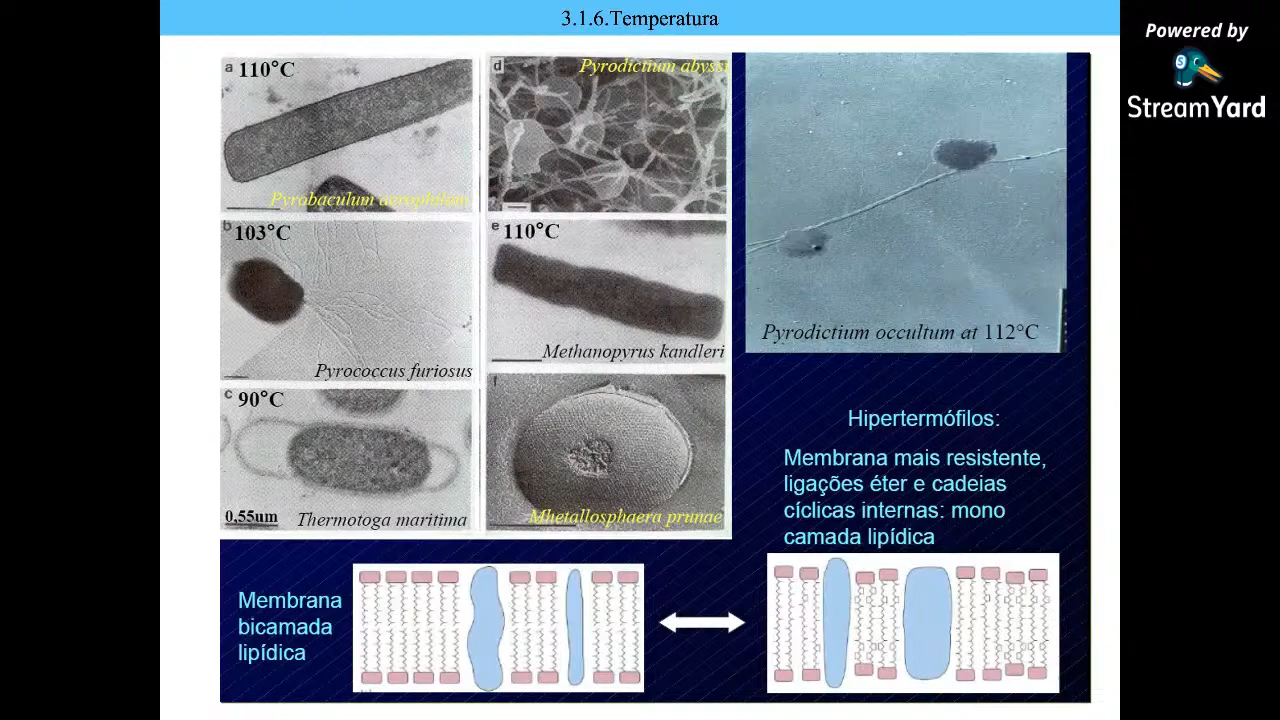 3.1.6.Temperatura
Powered by
StreamYard
a 110°C
Pyrobaculum aerophilum
b 103°C
Pyrococcus furiosus
c 90°C
0,55um
Thermotoga maritima
d
Pyrodictium abyssi
e 110°C
Methanopyrus kandleri
f
Mhetallosphaera prunae
Pyrodictium occultum at 112°C
Hipertermófilos:
Membrana mais resistente,
ligações éter e cadeias
cíclicas internas: mono
camada lipídica
Membrana
bicamada
lipídica